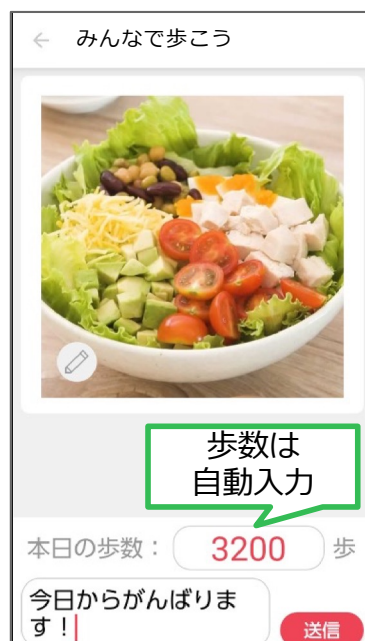 ← みんなで歩こう
歩数は
自動入力
本日の歩数： 3200 歩
今日からがんばりま
す！
送信